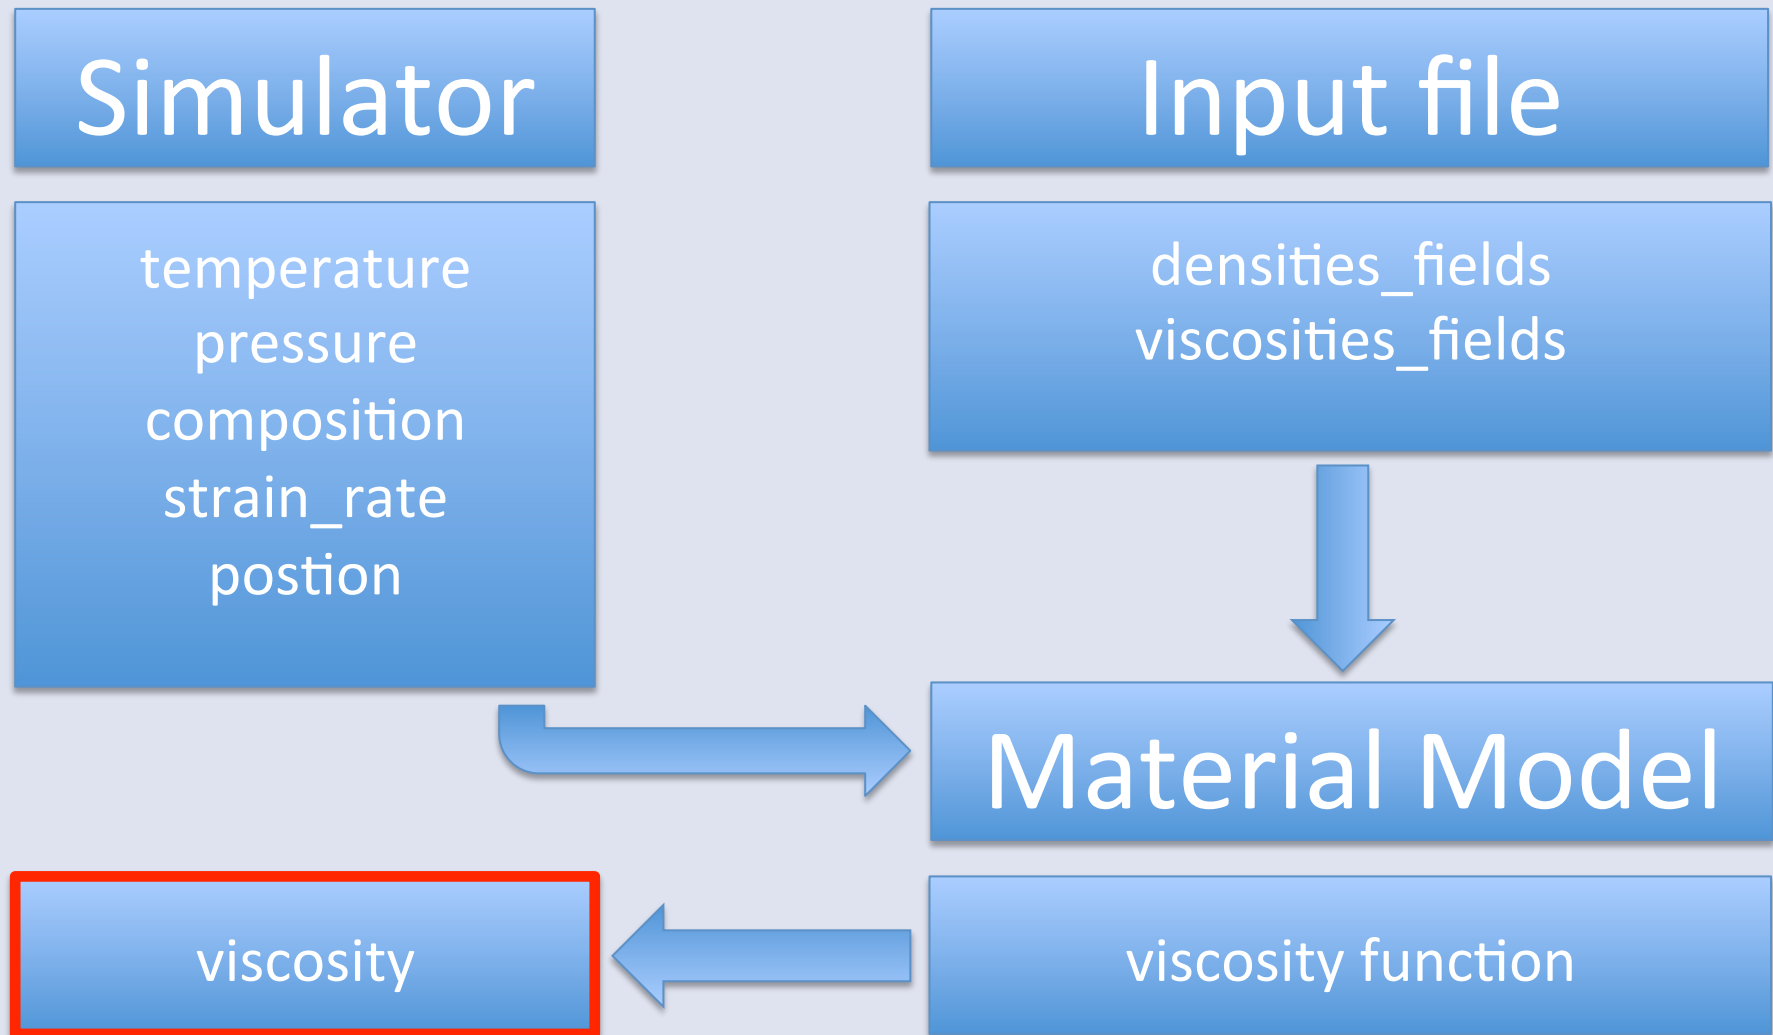 Simulator
temperature
pressure
composition
strain_rate
postion
Input file
densities_fields
viscosities_fields
Material Model
viscosity function
viscosity